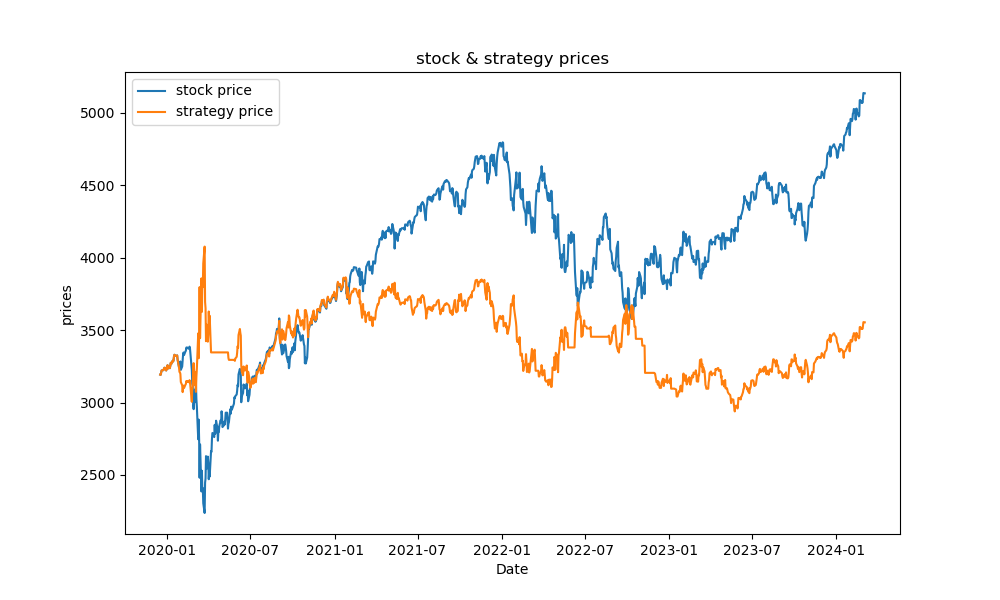 stock & strategy prices
stock price
strategy price
5000
4500
4000
3500
3000
2500
prices
2020-01 2020-07 2021-01 2021-07 2022-01 2022-07 2023-01 2023-07 2024-01
Date